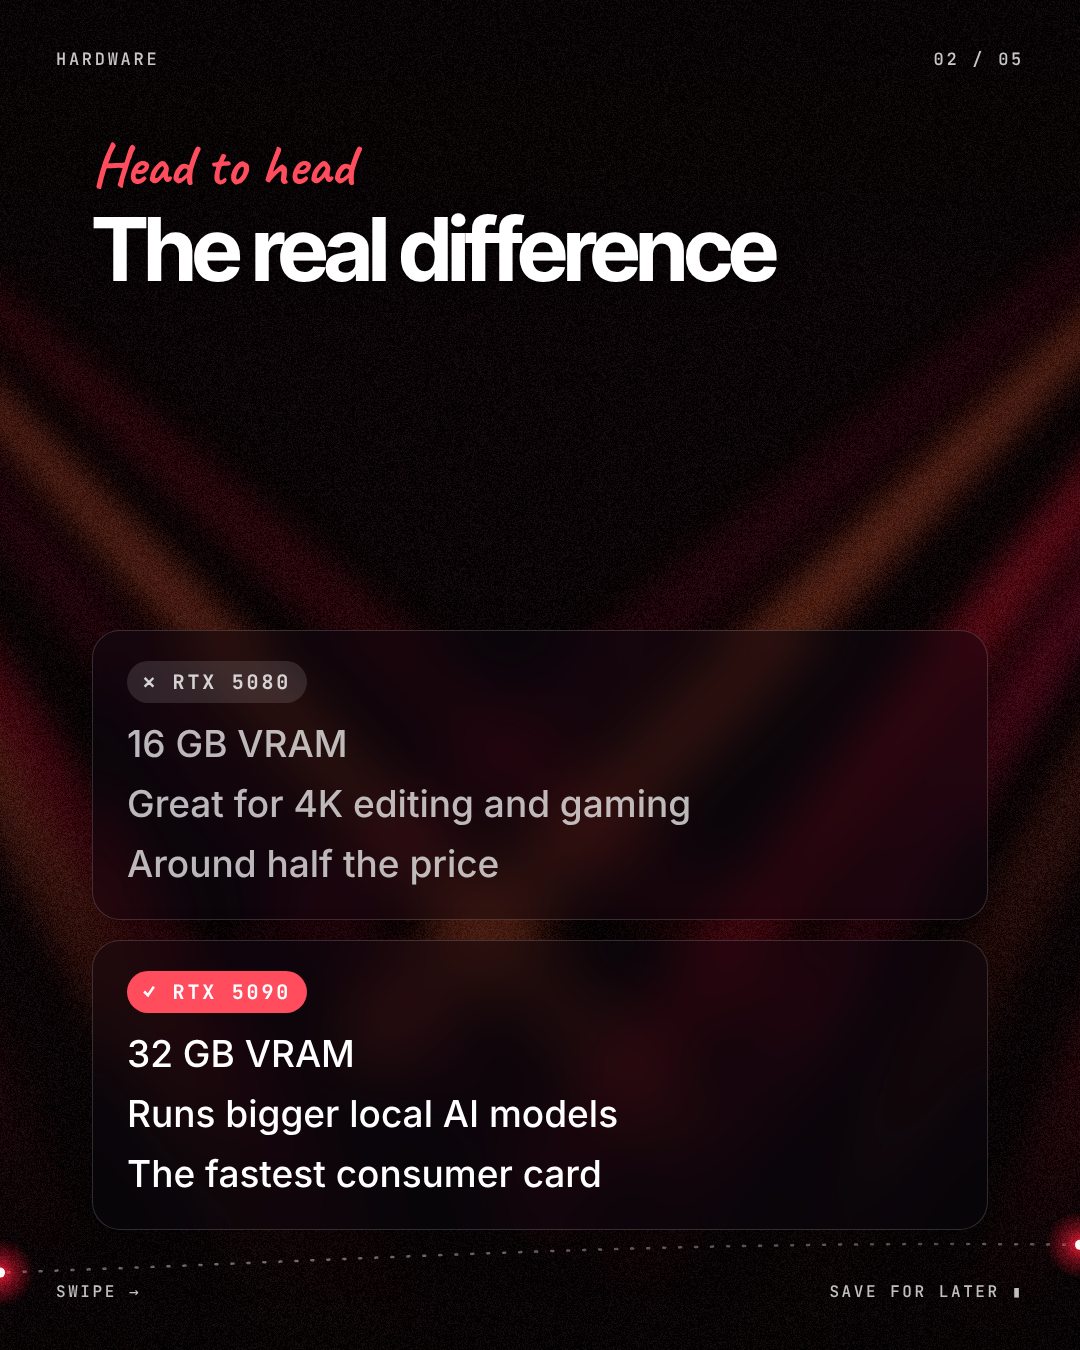 HARDWARE
02 / 05
Head to head
The real difference
× RTX 5080
16 GB VRAM
Great for 4K editing and gaming
Around half the price
✓ RTX 5090
32 GB VRAM
Runs bigger local AI models
The fastest consumer card
SWIPE →
SAVE FOR LATER ▮